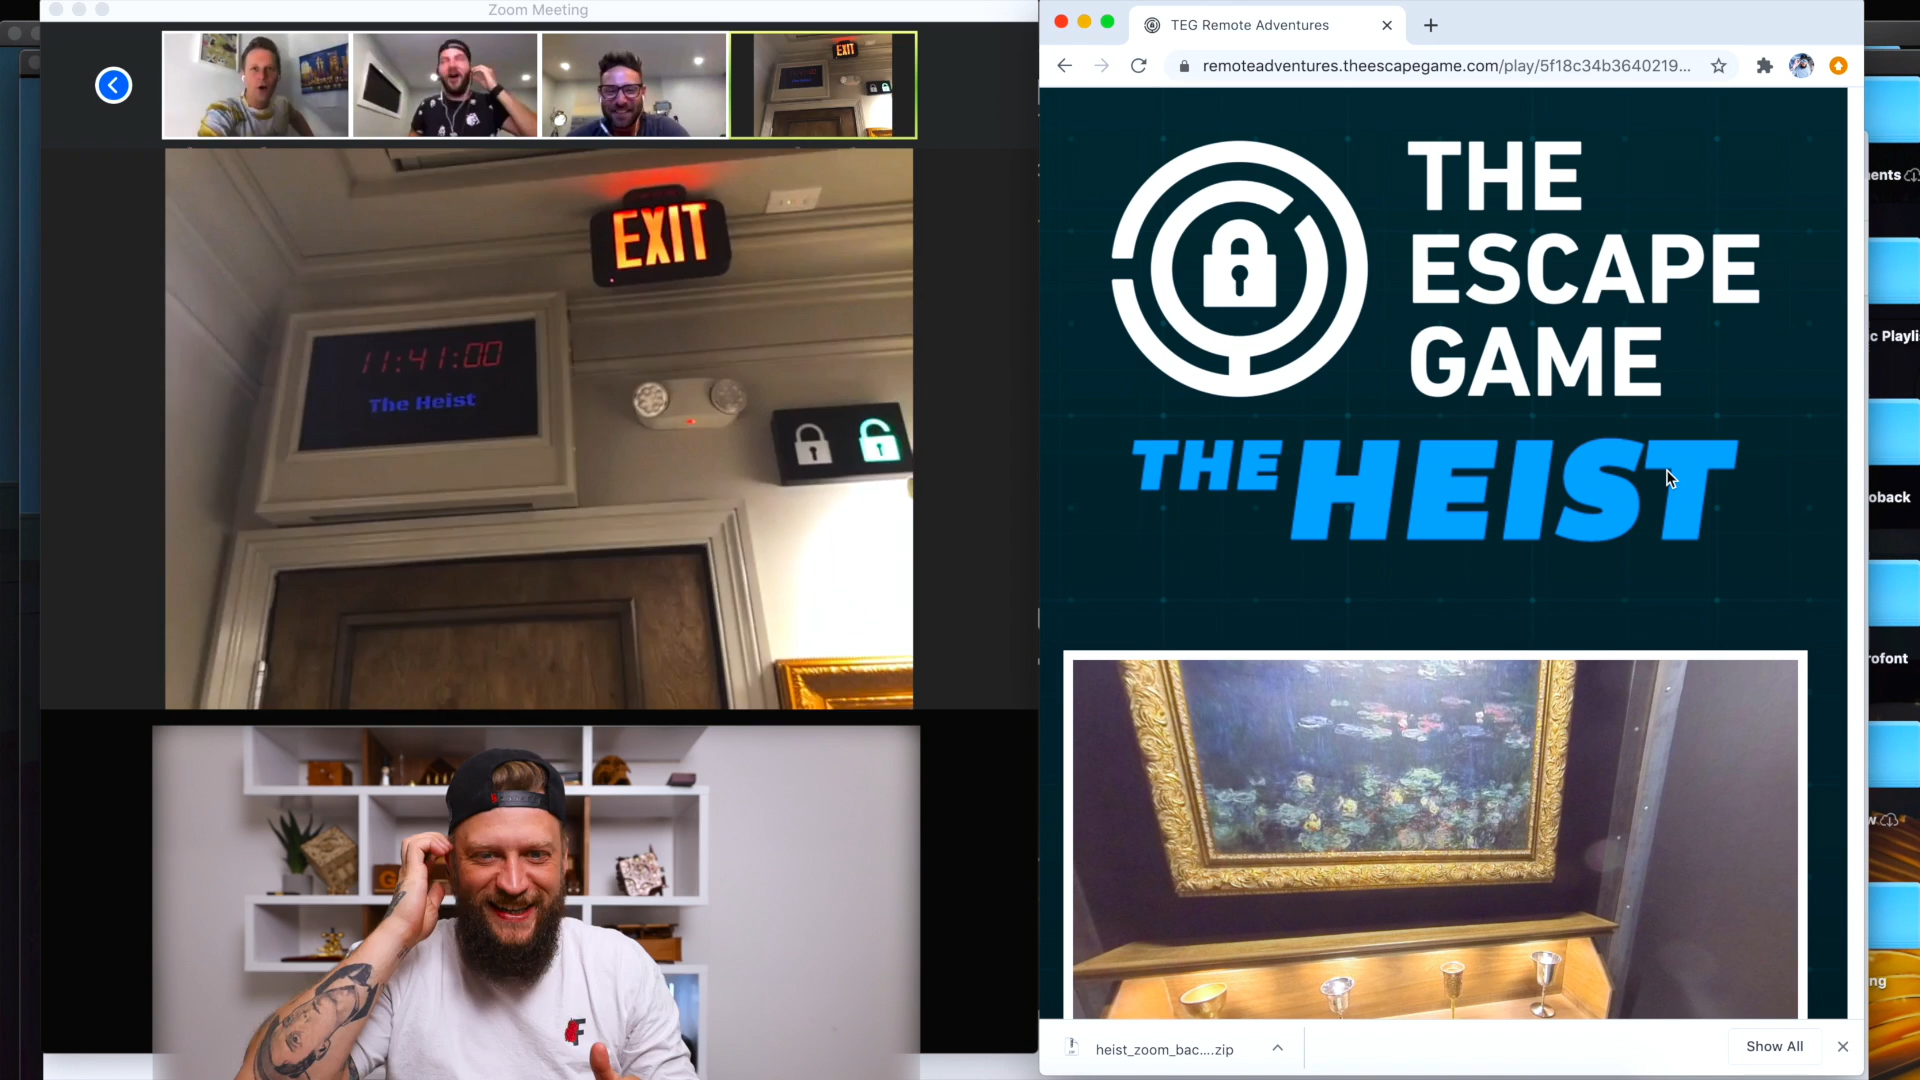 Zoom Meeting
EXIT
EXIT
11:41:00
The Heist
TEG Remote Adventures
remoteadventures.theescapegame.com/play/5f18c34b3640219...
THE
ESCAPE
GAME
THE HEIST
heist_zoom_bac....zip
Show All
ents
c Playli
oback
rofont
w
ng